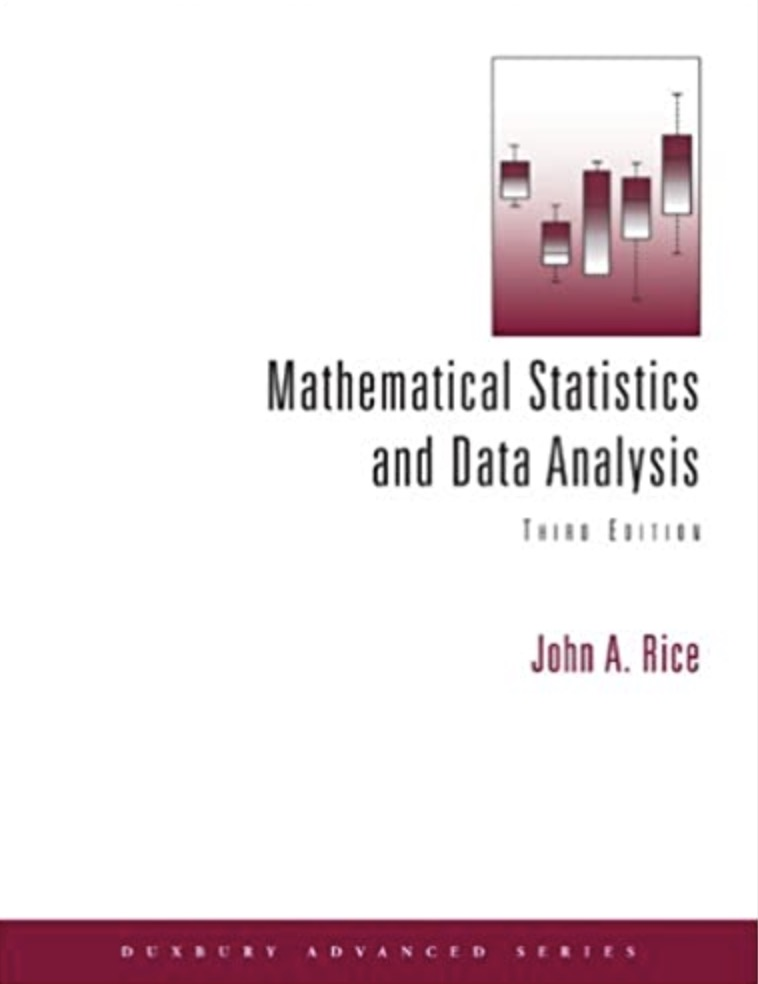 Mathematical Statistics
and Data Analysis
THIRD EDITION
John A. Rice
DUXBURY ADVANCED SERIES